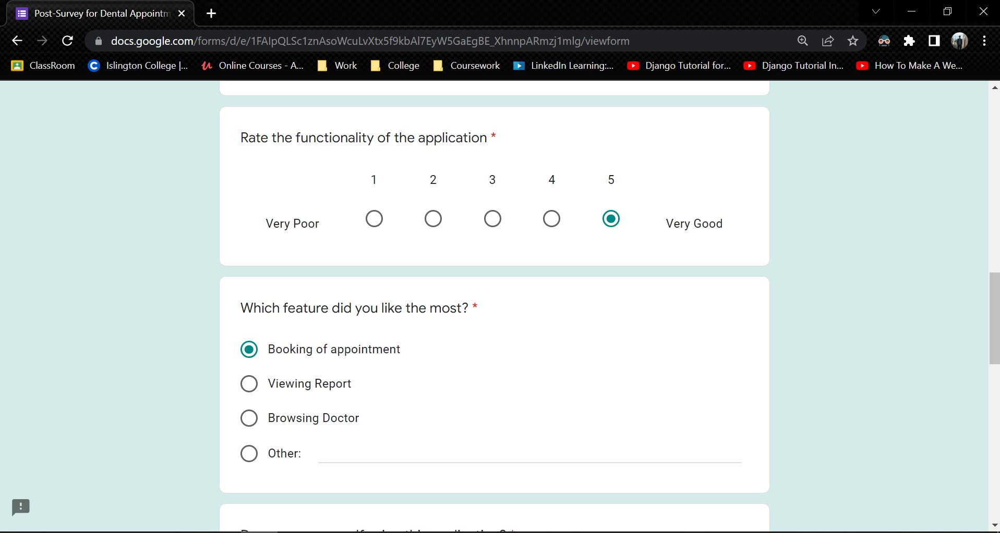 Post-Survey for Dental Appointm
docs.google.com/forms/d/e/1FAIpQLSc1znAsoWcuLvXtx5f9kbAl7EyW5GaEgBE_XhnnpARmzj1mlg/viewform
ClassRoom Islington College |... Online Courses - A... Work College Coursework LinkedIn Learning:... Django Tutorial for... Django Tutorial In... How To Make A We...
Rate the functionality of the application *
1 2 3 4 5
Very Poor Very Good
Which feature did you like the most? *
Booking of appointment
Viewing Report
Browsing Doctor
Other: